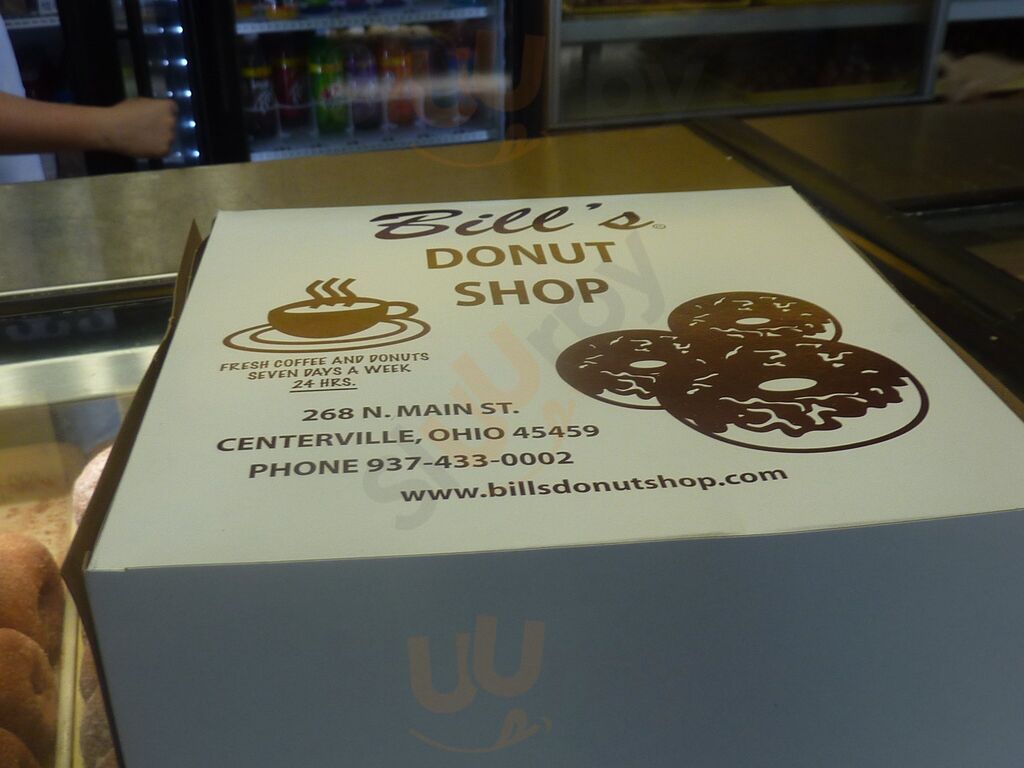 Bill's®
DONUT
SHOP
FRESH COFFEE AND DONUTS
SEVEN DAYS A WEEK
24 HRS.
268 N. MAIN ST.
CENTERVILLE, OHIO 45459
PHONE 937-433-0002
www.billsdonutshop.com